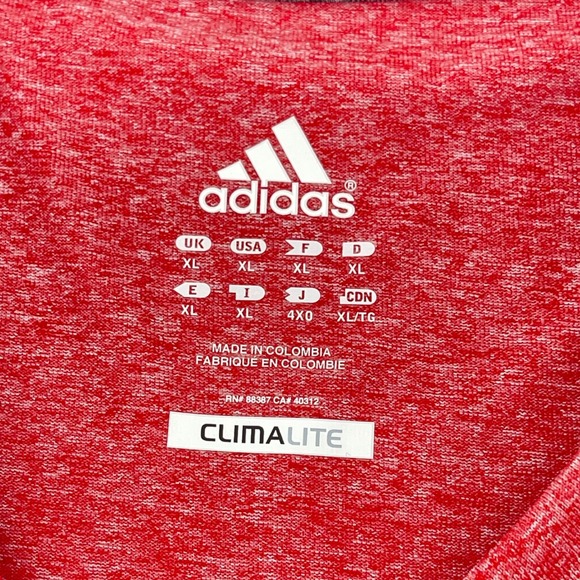 adidas®
UK USA F D
XL XL XL XL
E I J CDN
XL XL 4XO XL/TG
MADE IN COLOMBIA
FABRIQUE EN COLOMBIE
RN# 88387 CA# 40312
CLIMALITE